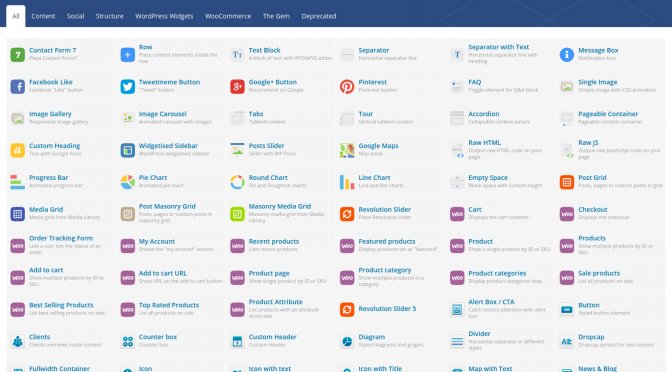 All Content Social Structure WordPress Widgets WooCommerce The Gem Deprecated
Contact Form 7
Place Contact Form7
Row
Place content elements inside the row
Text Block
A block of text with WYSIWYG editor
Separator
Horizontal separator line
Separator with Text
Horizontal separator line with heading
Message Box
Notification box
Facebook Like
Facebook "Like" button
Tweetmeme Button
"Tweet" button
Google+ Button
Recommend on Google
Pinterest
Pinterest button
FAQ
Toggle element for Q&A block
Single Image
Simple image with CSS animation
Image Gallery
Responsive image gallery
Image Carousel
Animated carousel with images
Tabs
Tabbed content
Tour
Vertical tabbed content
Accordion
Collapsible content panels
Pageable Container
Pageable content container
Custom Heading
Text with Google fonts
Widgetised Sidebar
WordPress widgetised sidebar
Posts Slider
Slider with WP Posts
Google Maps
Map block
Raw HTML
Output raw HTML code on your page
Raw JS
Output raw JavaScript code on your page
Progress Bar
Animated progress bar
Pie Chart
Animated pie chart
Round Chart
Pie and Doughnat charts
Line Chart
Line and Bar charts
Empty Space
Blank space with custom height
Post Grid
Posts, pages or custom posts in grid
Media Grid
Media grid from Media Library
Post Masonry Grid
Posts, pages or custom posts in masonry grid
Masonry Media Grid
Masonry media grid from Media Library
Revolution Slider
Place Revolution slider
Cart
Displays the cart contents
Checkout
Displays the checkout
Order Tracking Form
Lets a user see the status of an order
My Account
Shows the "my account" section
Recent products
Lists recent products
Featured products
Display products set as "featured"
Product
Show a single product by ID or SKU
Products
Show multiple products by ID or SKU.
Add to cart
Show multiple products by ID or SKU
Add to cart URL
Show URL on the add to cart button
Product page
Show single product by ID or SKU
Product category
Show multiple products in a category
Product categories
Display product categories loop
Sale products
List all products on sale
Best Selling Products
List best selling products on sale
Top Rated Products
List all products on sale
Product Attribute
List products with an attribute shortcode
Revolution Slider 5
Alert Box / CTA
Catch visitors attention with alert box
Button
Styled button element
Clients
Clients overview inside content
Counter box
Counter box
Custom Header
Custom Header
Diagram
Styled diagrams and graphs
Divider
Horizontal separator in different styles
Dropcap
Dropcap symbol for text content
Fullwidth Container
Icon
Icon with text
Icon with Title
Map with Text
News & Blog